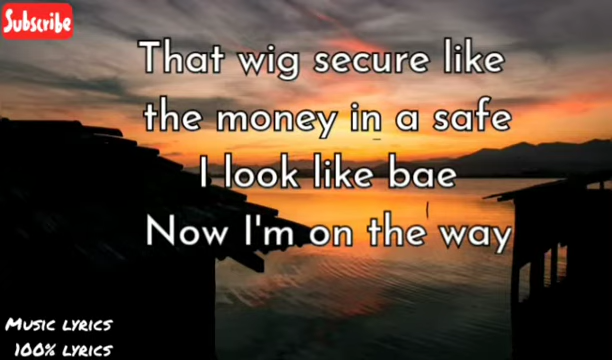 Subscribe
That wig secure like
the money in a safe
I look like bae
Now I'm on the way
Music lyrics
100% lyrics